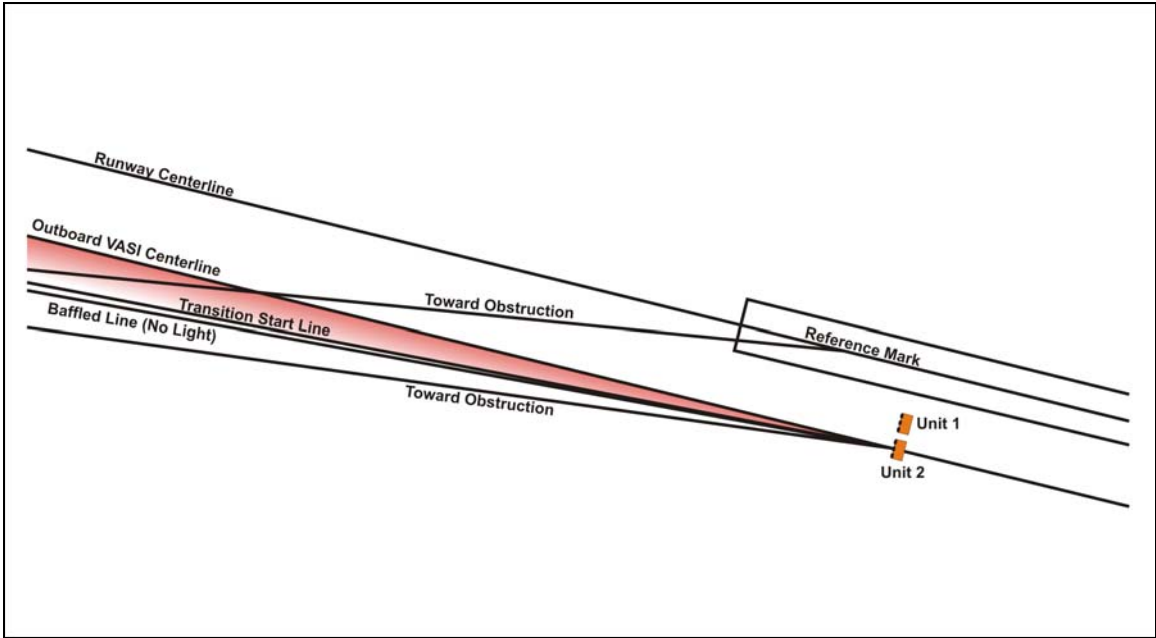 Runway Centerline
Outboard VASI Centerline
Toward Obstruction
Transition Start Line
Baffled Line (No Light)
Reference Mark
Toward Obstruction
Unit 1
Unit 2